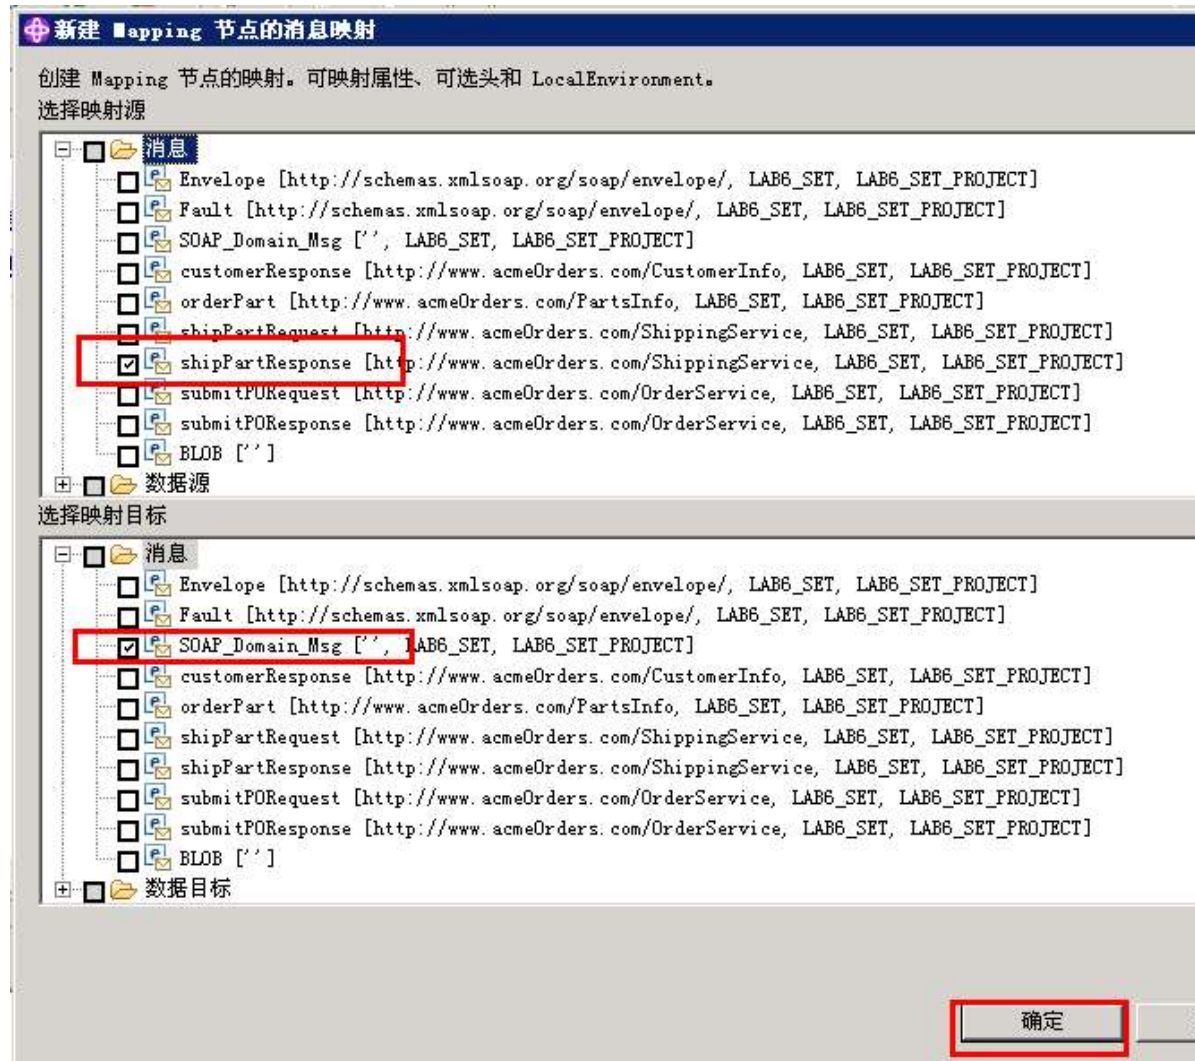 新建 Mapping 节点的消息映射
创建 Mapping 节点的映射。可映射属性、可选头和 LocalEnvironment。
选择映射源
消息
Envelope [http://schemas.xmlsoap.org/soap/envelope/, LAB6_SET, LAB6_SET_PROJECT]
Fault [http://schemas.xmlsoap.org/soap/envelope/, LAB6_SET, LAB6_SET_PROJECT]
SOAP_Domain_Msg ['', LAB6_SET, LAB6_SET_PROJECT]
customerResponse [http://www.acmeOrders.com/CustomerInfo, LAB6_SET, LAB6_SET_PROJECT]
orderPart [http://www.acmeOrders.com/PartsInfo, LAB6_SET, LAB6_SET_PROJECT]
shipPartRequest [http://www.acmeOrders.com/ShippingService, LAB6_SET, LAB6_SET_PROJECT]
shipPartResponse [http://www.acmeOrders.com/ShippingService, LAB6_SET, LAB6_SET_PROJECT]
submitPORequest [http://www.acmeOrders.com/OrderService, LAB6_SET, LAB6_SET_PROJECT]
submitPOResponse [http://www.acmeOrders.com/OrderService, LAB6_SET, LAB6_SET_PROJECT]
BLOB ['']
数据源
选择映射目标
消息
Envelope [http://schemas.xmlsoap.org/soap/envelope/, LAB6_SET, LAB6_SET_PROJECT]
Fault [http://schemas.xmlsoap.org/soap/envelope/, LAB6_SET, LAB6_SET_PROJECT]
SOAP_Domain_Msg ['', LAB6_SET, LAB6_SET_PROJECT]
customerResponse [http://www.acmeOrders.com/CustomerInfo, LAB6_SET, LAB6_SET_PROJECT]
orderPart [http://www.acmeOrders.com/PartsInfo, LAB6_SET, LAB6_SET_PROJECT]
shipPartRequest [http://www.acmeOrders.com/ShippingService, LAB6_SET, LAB6_SET_PROJECT]
shipPartResponse [http://www.acmeOrders.com/ShippingService, LAB6_SET, LAB6_SET_PROJECT]
submitPORequest [http://www.acmeOrders.com/OrderService, LAB6_SET, LAB6_SET_PROJECT]
submitPOResponse [http://www.acmeOrders.com/OrderService, LAB6_SET, LAB6_SET_PROJECT]
BLOB ['']
数据目标
确定